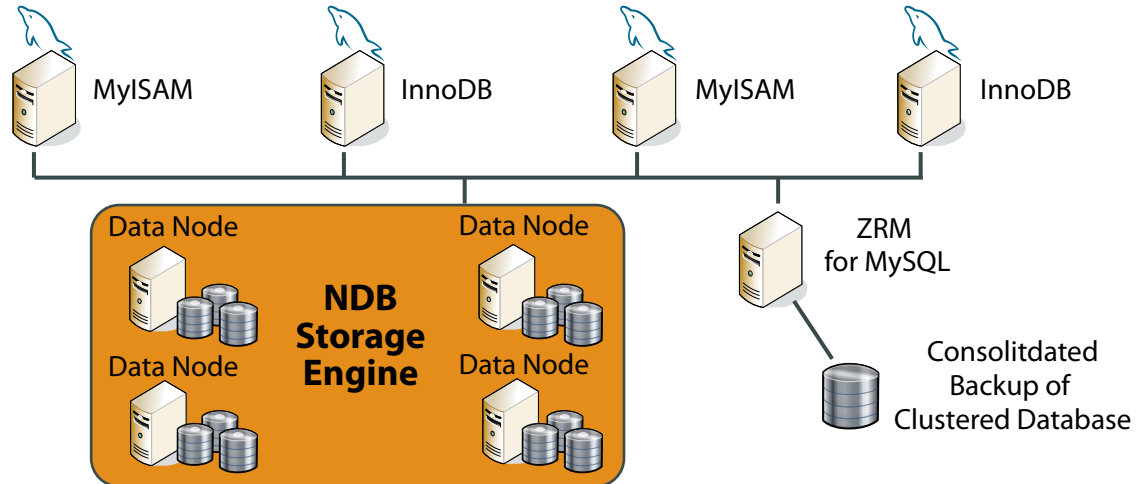 MyISAM
InnoDB
MyISAM
InnoDB
Data Node
Data Node
NDB
Storage
Engine
Data Node
Data Node
ZRM
for MySQL
Consolitdated
Backup of
Clustered Database